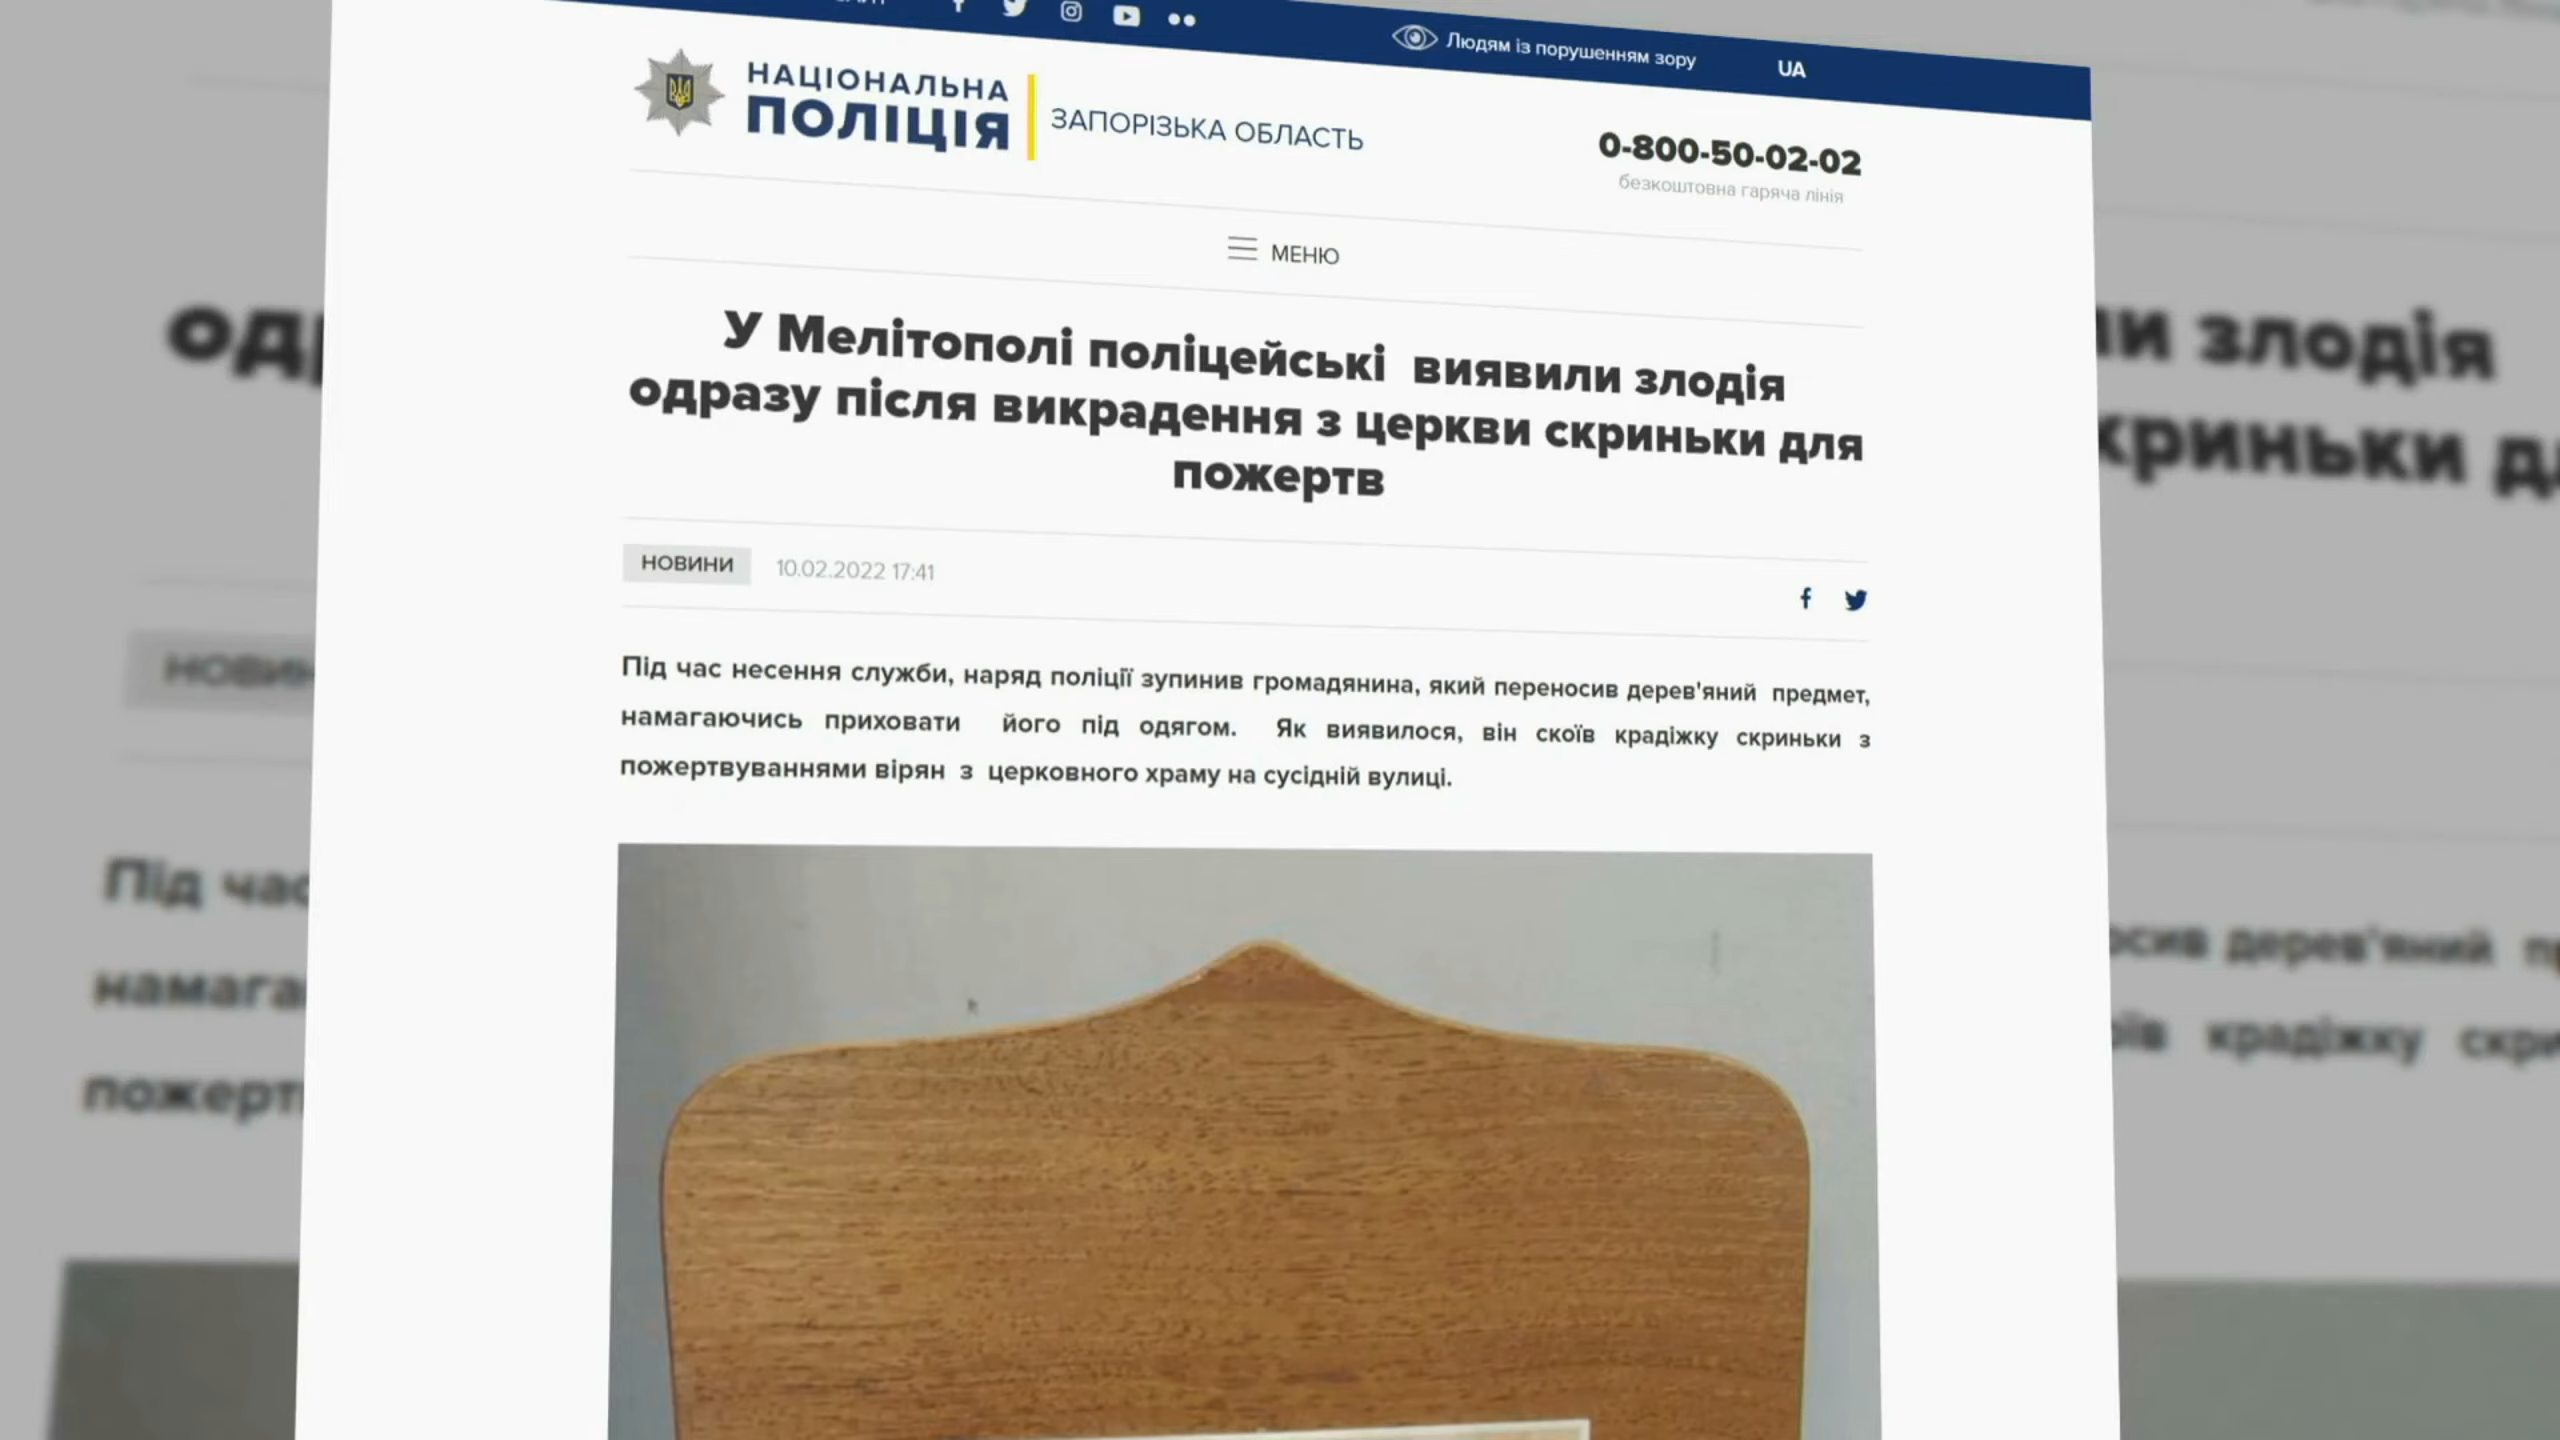 Людям із порушенням зору
UA
НАЦІОНАЛЬНА
ПОЛІЦІЯ
ЗАПОРІЗЬКА ОБЛАСТЬ
0-800-50-02-02
безкоштовна гаряча лінія
МЕНЮ
У Мелітополі поліцейські виявили злодія
одразу після викрадення з церкви скриньки для
пожертв
НОВИНИ
10.02.2022 17:41
Під час несення служби, наряд поліції зупинив громадянина, який переносив дерев'яний предмет,
намагаючись приховати його під одягом. Як виявилося, він скоїв крадіжку скриньки з
пожертвуваннями вірян з церковного храму на сусідній вулиці.